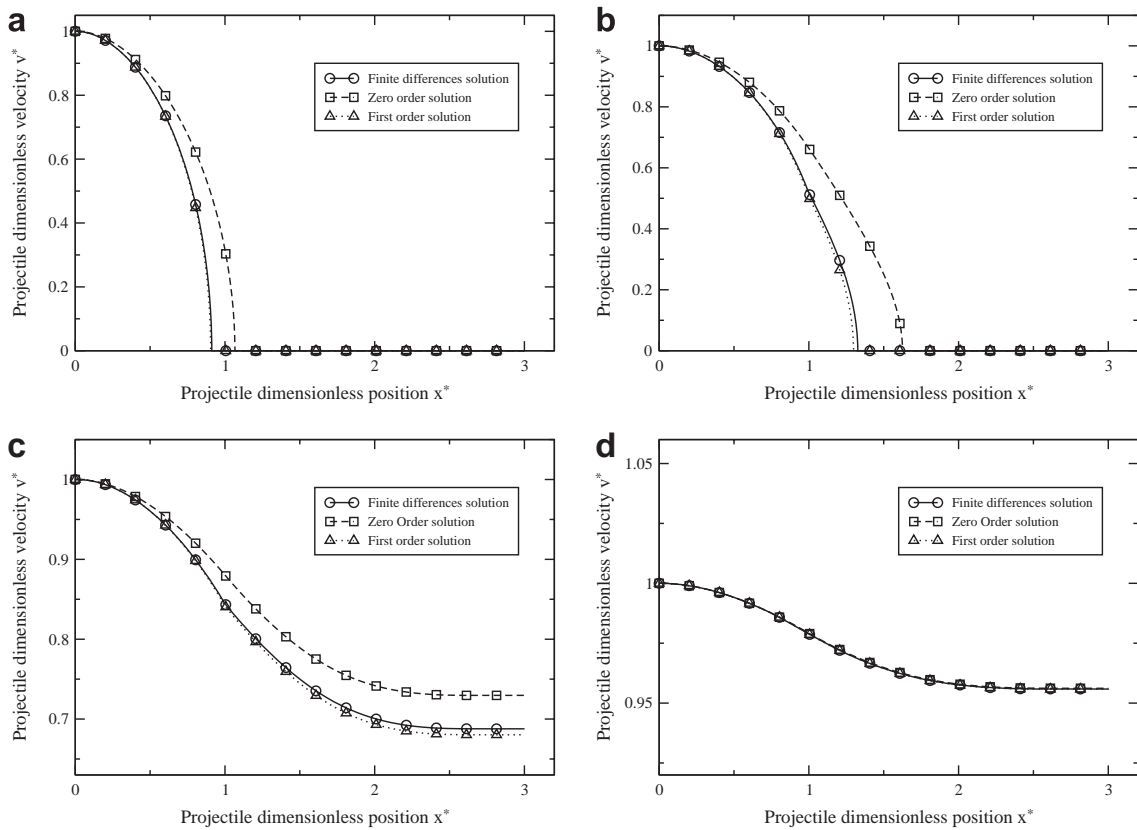 a
Projectile dimensionless velocity v*
1
0.8
0.6
0.4
0.2
0
0
1
2
3
Projectile dimensionless position x*
Finite differences solution
Zero order solution
First order solution
b
Projectile dimensionless velocity v*
1
0.8
0.6
0.4
0.2
0
0
1
2
3
Projectile dimensionless position x*
Finite differences solution
Zero order solution
First order solution
c
Projectile dimensionless velocity v*
1
0.9
0.8
0.7
0
1
2
3
Projectile dimensionless position x*
Finite differences solution
Zero Order solution
First order solution
d
Projectile dimensionless velocity v*
1.05
1
0.95
0
1
2
3
Projectile dimensionless position x*
Finite differences solution
Zero Order solution
First order solution